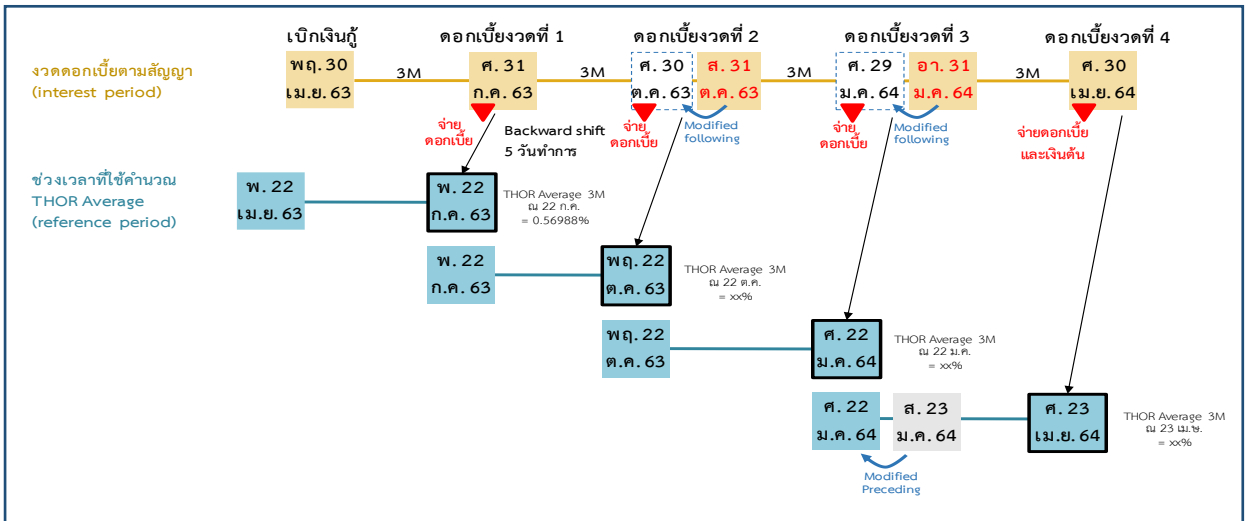 เบิกเงินกู้
ดอกเบี้ยงวดที่ 1
ดอกเบี้ยงวดที่ 2
ดอกเบี้ยงวดที่ 3
ดอกเบี้ยงวดที่ 4
งวดดอกเบี้ยตามสัญญา
(interest period)
พฤ. 30
เม.ย. 63
3M
ศ. 31
ก.ค. 63
3M
ศ. 30
ต.ค. 63
ส. 31
ต.ค. 63
3M
ศ. 29
ม.ค. 64
อา. 31
ม.ค. 64
3M
ศ. 30
เม.ย. 64
จ่าย
ดอกเบี้ย
Backward shift
5 วันทำการ
จ่าย
ดอกเบี้ย
Modified
following
จ่าย
ดอกเบี้ย
Modified
following
จ่ายดอกเบี้ย
และเงินต้น
ช่วงเวลาที่ใช้คำนวณ
THOR Average
(reference period)
พ. 22
เม.ย. 63
พ. 22
ก.ค. 63
THOR Average 3M
ณ 22 ก.ค.
= 0.56988%
พ. 22
ก.ค. 63
พฤ. 22
ต.ค. 63
THOR Average 3M
ณ 22 ต.ค.
= xx%
พฤ. 22
ต.ค. 63
ศ. 22
ม.ค. 64
THOR Average 3M
ณ 22 ม.ค.
= xx%
ศ. 22
ม.ค. 64
ส. 23
ม.ค. 64
ศ. 23
เม.ย. 64
THOR Average 3M
ณ 23 เม.ษ.
= xx%
Modified
Preceding